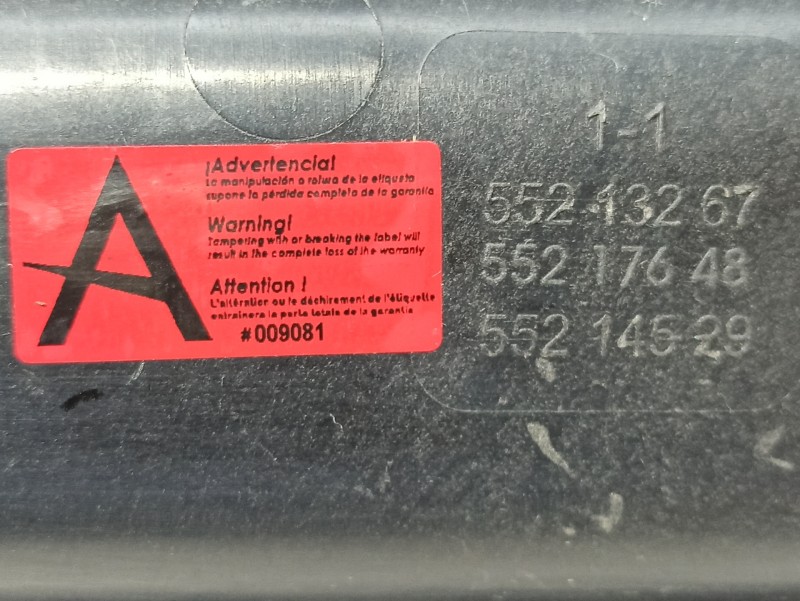 A
¡Advertencia!
La manipulación o rotura de la etiqueta
supone la pérdida completa de la garantía
Warning!
Tampering with or breaking the label will
result in the complete loss of the warranty
Attention !
L'altération ou le déchirement de l'étiquette
entraînera la perte totale de la garantie
#009081
1-1
552 132 67
552 176 48
552 145 29